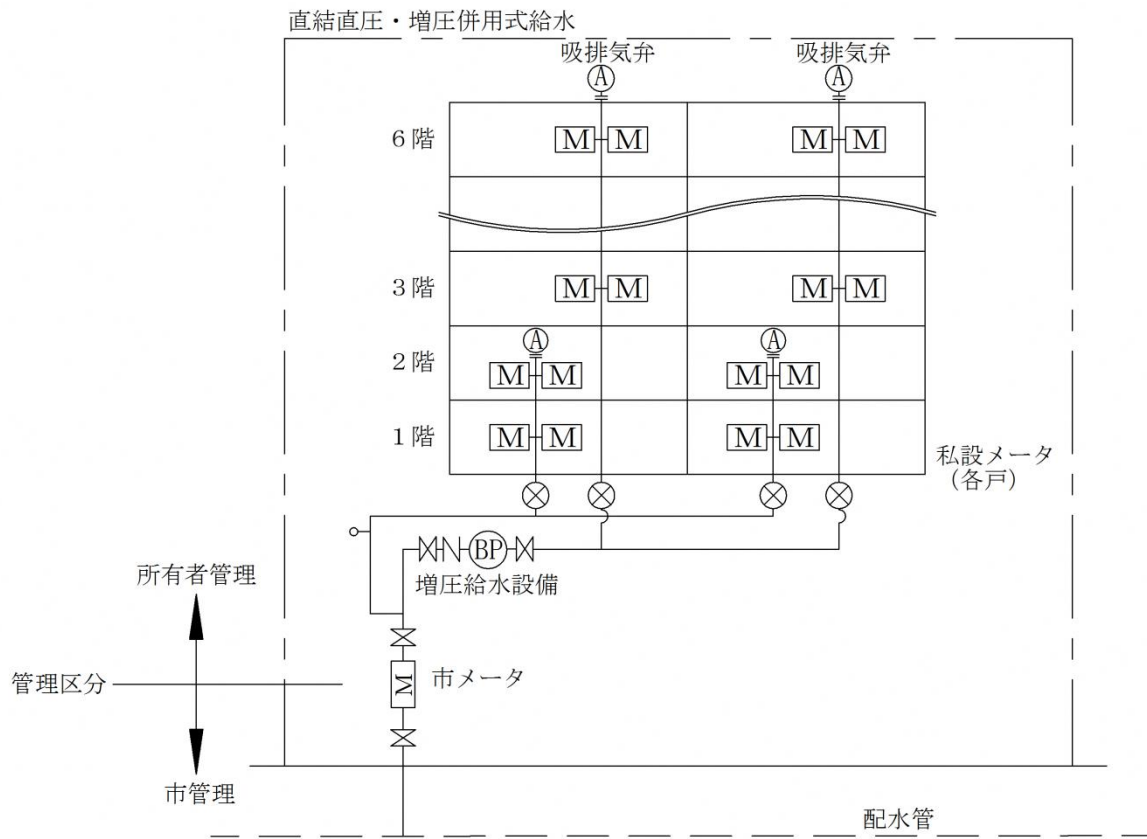 直結直圧・増圧併用式給水
吸排気弁 吸排気弁
A A
6階 M M M M
3階 M M M M
A A
2階 M M M M
1階 M M M M
私設メータ
(各戸)
BP
増圧給水設備
所有者管理
管理区分
M 市メータ
市管理
配水管